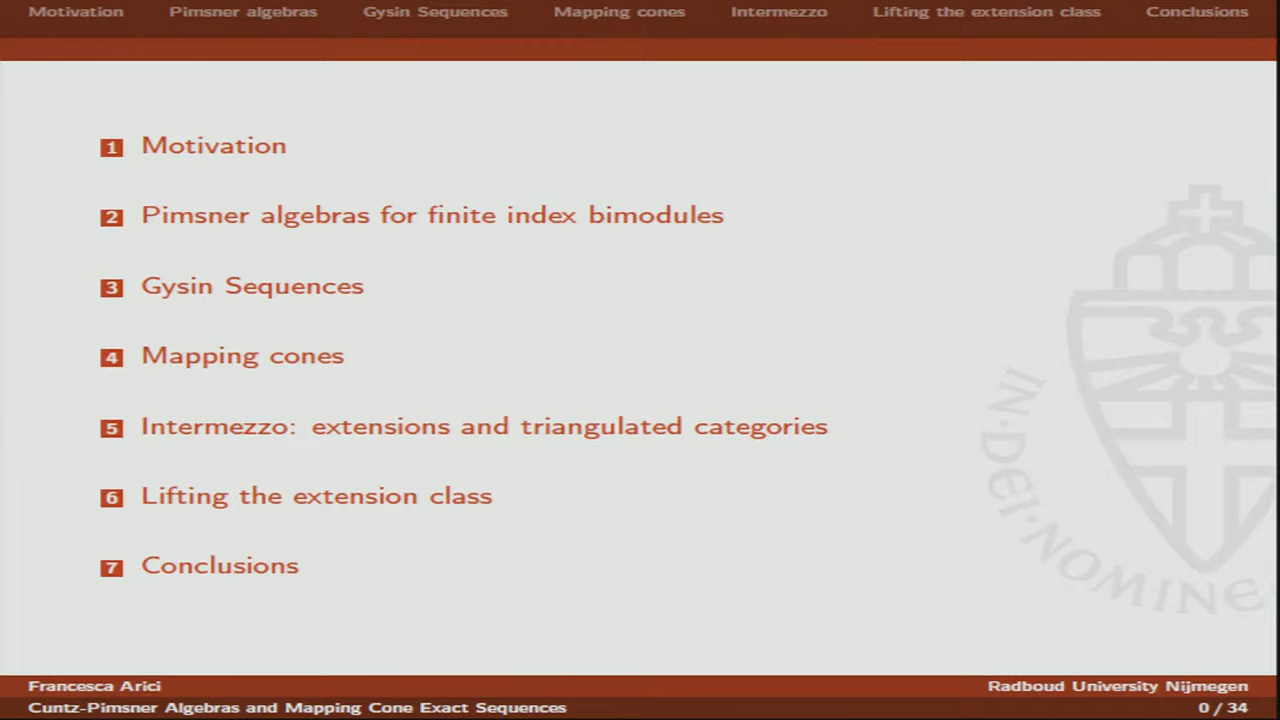 Motivation Pimsner algebras Gysin Sequences Mapping cones Intermezzo Lifting the extension class Conclusions
1 Motivation
2 Pimsner algebras for finite index bimodules
3 Gysin Sequences
4 Mapping cones
5 Intermezzo: extensions and triangulated categories
6 Lifting the extension class
7 Conclusions
IN·DEI·NOMINE·
Francesca Arici Radboud University Nijmegen
Cuntz-Pimsner Algebras and Mapping Cone Exact Sequences 0 / 34